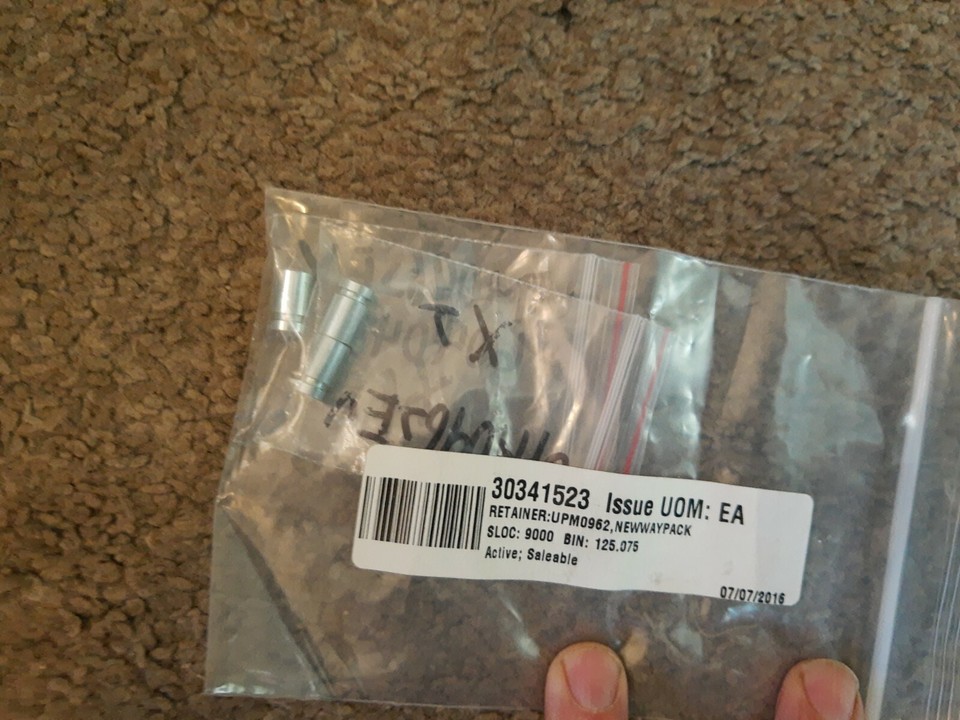 30341523 Issue UOM: EA
RETAINER:UPM0962,NEWWAYPACK
SLOC: 9000 BIN: 125.075
Active; Saleable
07/07/2016